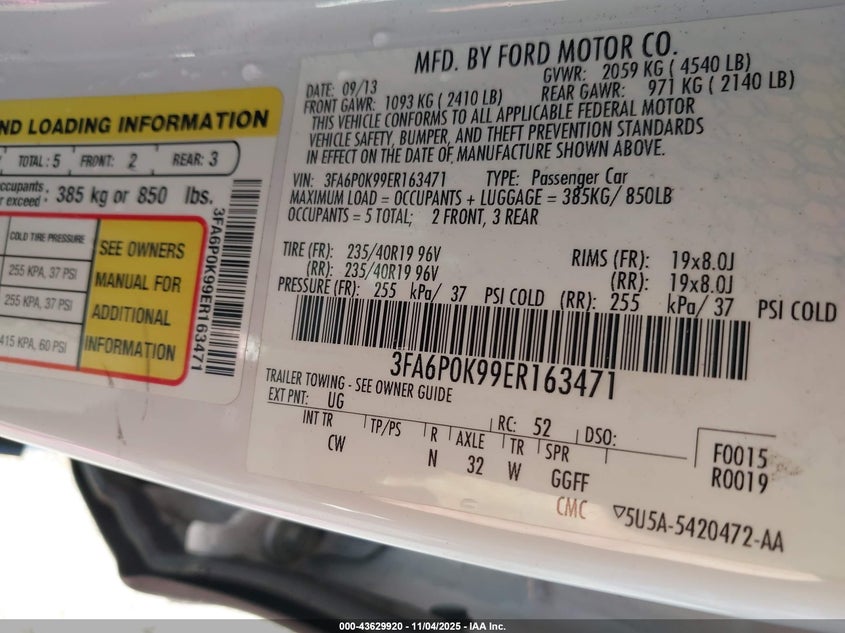 MFD. BY FORD MOTOR CO.
DATE: 09/13
GVWR: 2059 KG ( 4540 LB)
FRONT GAWR: 1093 KG ( 2410 LB)
REAR GAWR: 971 KG ( 2140 LB)
THIS VEHICLE CONFORMS TO ALL APPLICABLE FEDERAL MOTOR
VEHICLE SAFETY, BUMPER, AND THEFT PREVENTION STANDARDS
IN EFFECT ON THE DATE OF MANUFACTURE SHOWN ABOVE.
VIN: 3FA6P0K99ER163471 TYPE: Passenger Car
MAXIMUM LOAD = OCCUPANTS + LUGGAGE = 385KG/ 850LB
OCCUPANTS = 5 TOTAL; 2 FRONT, 3 REAR
TIRE (FR): 235/40R19 96V RIMS (FR): 19x8.0J
(RR): 235/40R19 96V (RR): 19x8.0J
PRESSURE (FR): 255 kPa/ 37 PSI COLD (RR): 255 kPa/ 37 PSI COLD
3FA6P0K99ER163471
TRAILER TOWING - SEE OWNER GUIDE
EXT PNT: UG RC: 52 DSO:
INT TR TP/PS R AXLE TR SPR
CW N 32 W GGFF
F0015
R0019
CMC
5U5A-5420472-AA
ND LOADING INFORMATION
TOTAL: 5 FRONT: 2 REAR: 3
occupants
exceed: 385 kg or 850 lbs.
COLD TIRE PRESSURE
255 KPA, 37 PSI
255 KPA, 37 PSI
415 KPA, 60 PSI
SEE OWNERS
MANUAL FOR
ADDITIONAL
INFORMATION
3FA6P0K99ER163471
000-43629920 - 11/04/2025 - IAA Inc.